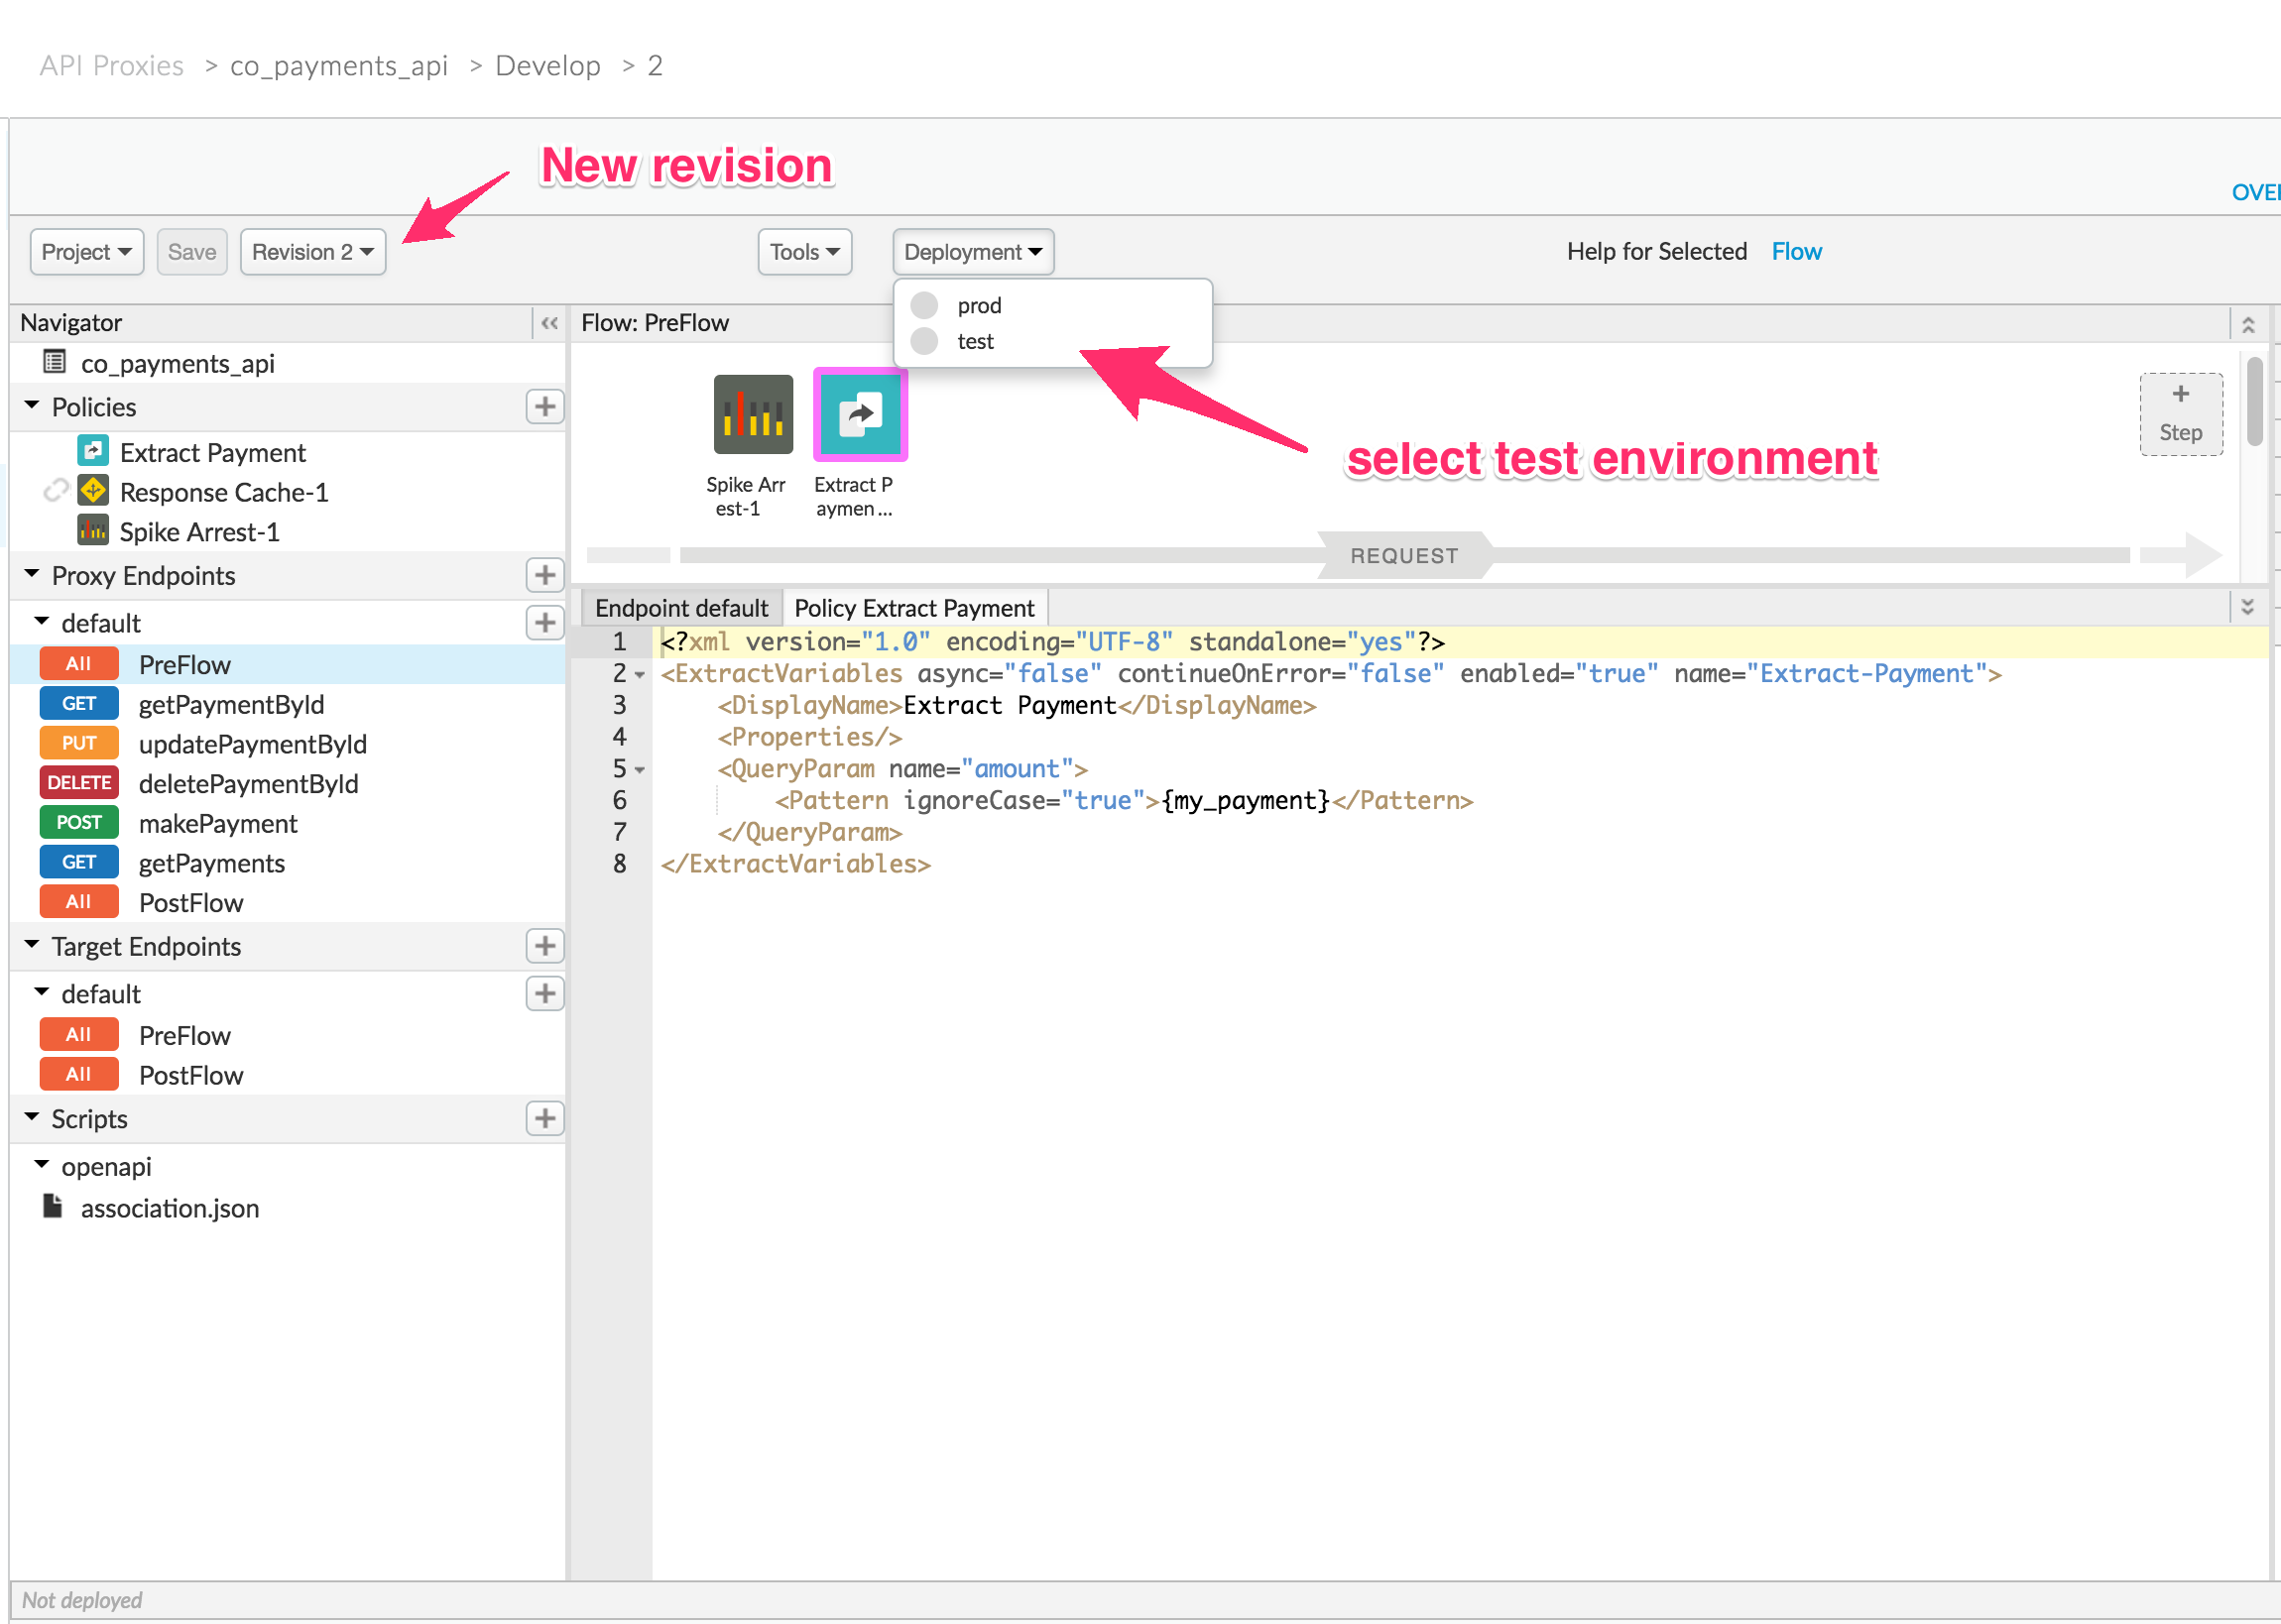 API Proxies > co_payments_api > Develop > 2
New revision
OVE
Project Save Revision 2 Tools Deployment Help for Selected Flow
prod
test
select test environment
Navigator «
co_payments_api
Policies +
Extract Payment
Response Cache-1
Spike Arrest-1
Proxy Endpoints +
default +
All PreFlow
GET getPaymentById
PUT updatePaymentById
DELETE deletePaymentById
POST makePayment
GET getPayments
All PostFlow
Target Endpoints +
default +
All PreFlow
All PostFlow
Scripts +
openapi
association.json
Flow: PreFlow
Spike Arr
est-1
Extract P
aymen ...
+
Step
REQUEST
Endpoint default Policy Extract Payment
1 <?xml version="1.0" encoding="UTF-8" standalone="yes"?>
2 <ExtractVariables async="false" continueOnError="false" enabled="true" name="Extract-Payment">
3 <DisplayName>Extract Payment</DisplayName>
4 <Properties/>
5 <QueryParam name="amount">
6 <Pattern ignoreCase="true">{my_payment}</Pattern>
7 </QueryParam>
8 </ExtractVariables>
Not deployed